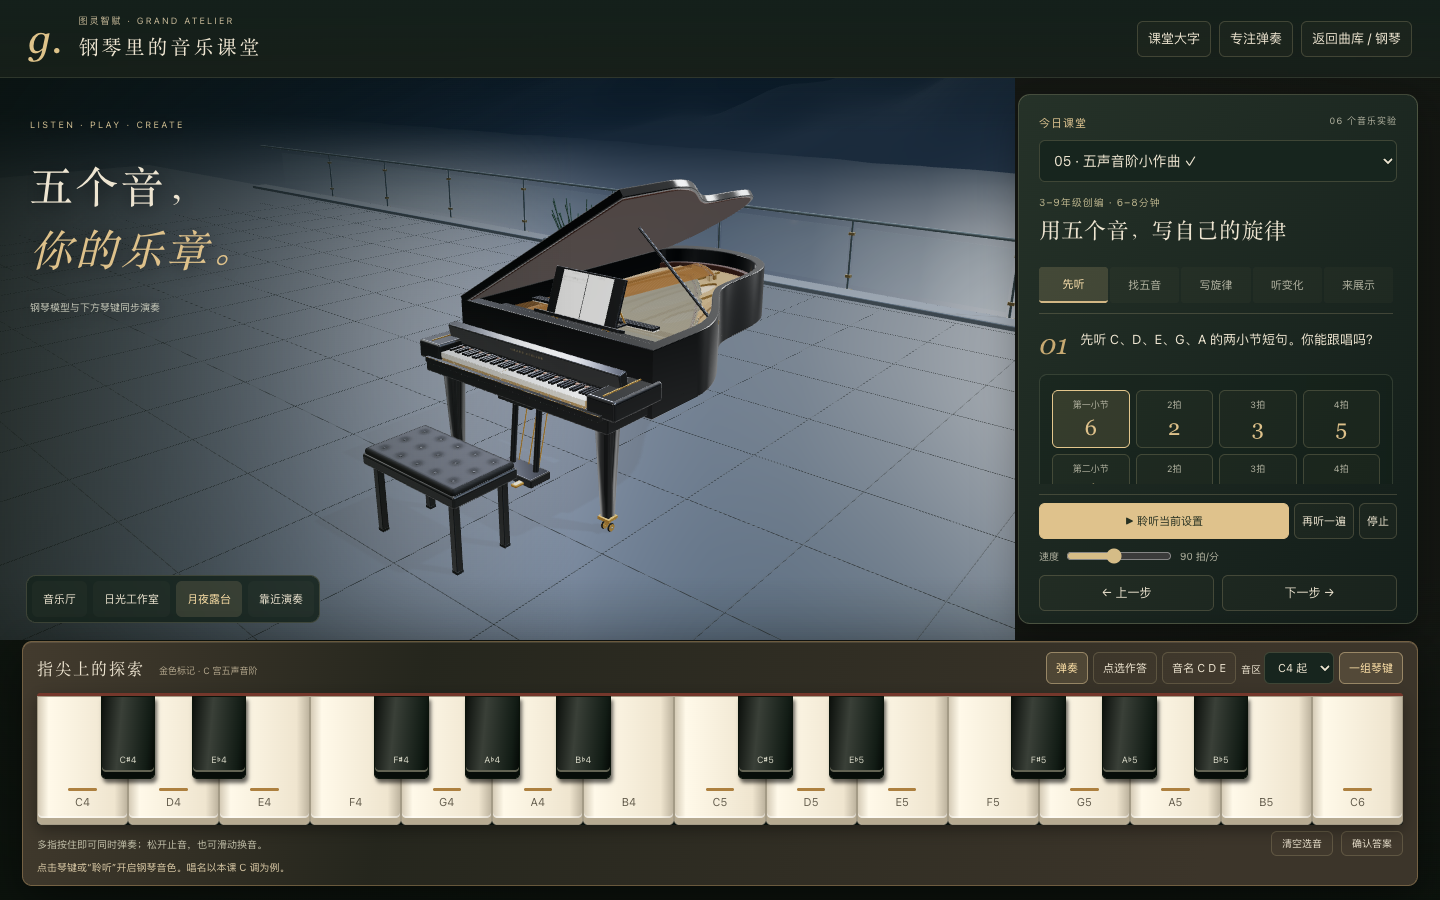 g.
图灵智赋 · GRAND ATELIER
钢琴里的音乐课堂
课堂大字
专注弹奏
返回曲库 / 钢琴
LISTEN · PLAY · CREATE
五个音，
你的乐章。
钢琴模型与下方琴键同步演奏
音乐厅
日光工作室
月夜露台
靠近演奏
今日课堂
06 个音乐实验
05 · 五声音阶小作曲 ✓
3–9年级创编 · 6–8分钟
用五个音，写自己的旋律
先听
找五音
写旋律
听变化
来展示
01
先听 C、D、E、G、A 的两小节短句。你能跟唱吗?
第一小节
2拍
3拍
4拍
6
2
3
5
第二小节
2拍
3拍
4拍
▶ 聆听当前设置
再听一遍
停止
速度
90 拍/分
← 上一步
下一步 →
指尖上的探索
金色标记 · C 宫五声音阶
弹奏
点选作答
音名 C D E
音区
C4 起
一组琴键
C♯4
E♭4
F♯4
A♭4
B♭4
C♯5
E♭5
F♯5
A♭5
B♭5
C4
D4
E4
F4
G4
A4
B4
C5
D5
E5
F5
G5
A5
B5
C6
多指按住即可同时弹奏；松开止音，也可滑动换音。
点击琴键或“聆听”开启钢琴音色。唱名以本课 C 调为例。
清空选音
确认答案